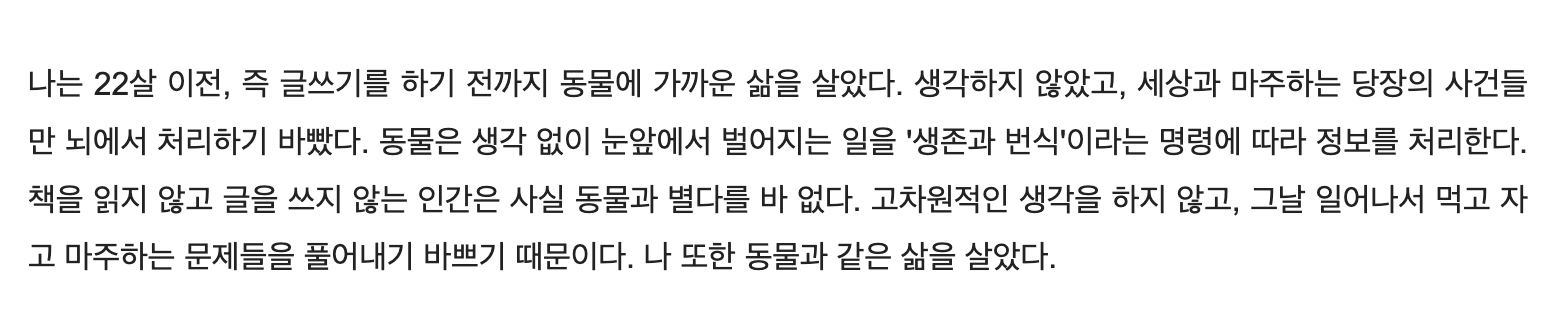 나는 22살 이전, 즉 글쓰기를 하기 전까지 동물에 가까운 삶을 살았다. 생각하지 않았고, 세상과 마주하는 당장의 사건들
만 뇌에서 처리하기 바빴다. 동물은 생각 없이 눈앞에서 벌어지는 일을 '생존과 번식'이라는 명령에 따라 정보를 처리한다.
책을 읽지 않고 글을 쓰지 않는 인간은 사실 동물과 별다를 바 없다. 고차원적인 생각을 하지 않고, 그날 일어나서 먹고 자
고 마주하는 문제들을 풀어내기 바쁘기 때문이다. 나 또한 동물과 같은 삶을 살았다.